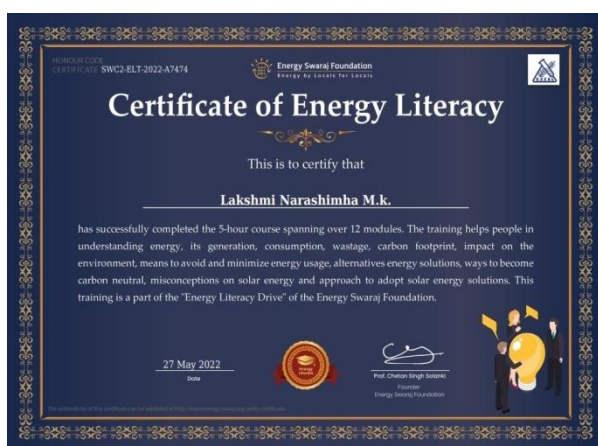 HONOUR CODE
CERTIFICATE SWC2-ELT-2022-A7474
Energy Swaraj Foundation
Energy by Locals for Locals
Certificate of Energy Literacy
This is to certify that
Lakshmi Narashimha M.k.
has successfully completed the 5-hour course spanning over 12 modules. The training helps people in
understanding energy, its generation, consumption, wastage, carbon footprint, impact on the
environment, means to avoid and minimize energy usage, alternatives energy solutions, ways to become
carbon neutral, misconceptions on solar energy and approach to adopt solar energy solutions. This
training is a part of the "Energy Literacy Drive" of the Energy Swaraj Foundation.
27 May 2022
Date
Prof. Chetan Singh Solanki
Founder
Energy Swaraj Foundation